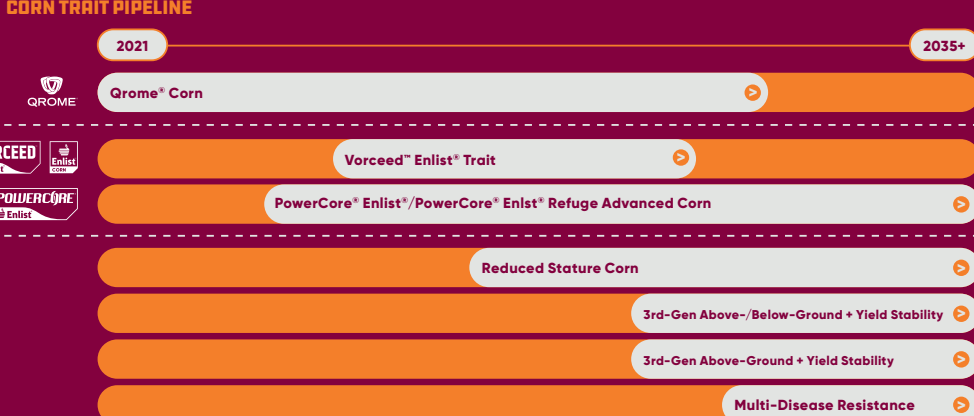 CORN TRAIT PIPELINE
2021
2035+
QROME
Qrome® Corn
RCEED
Enlist
CORN
Vorceed™ Enlist® Trait
POWERCORE
Enlist
PowerCore® Enlist®/PowerCore® Enlst® Refuge Advanced Corn
Reduced Stature Corn
3rd-Gen Above-/Below-Ground + Yield Stability
3rd-Gen Above-Ground + Yield Stability
Multi-Disease Resistance